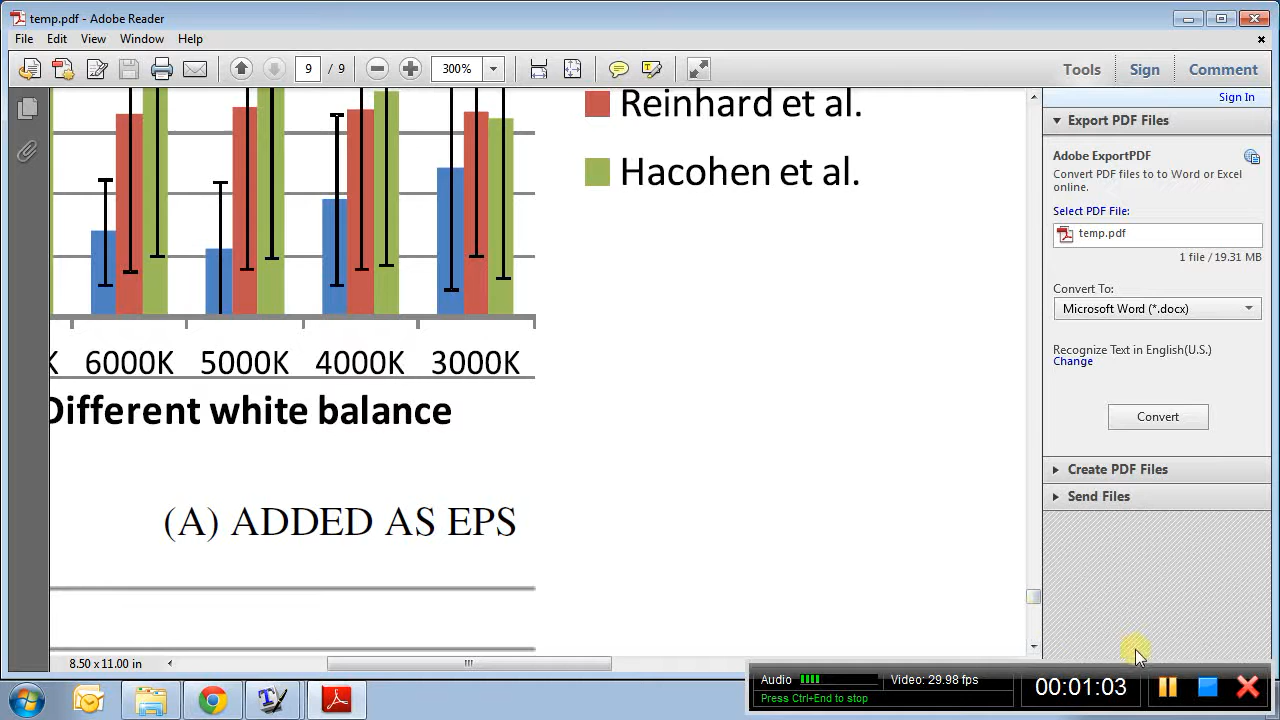 temp.pdf - Adobe Reader
File Edit View Window Help
9 / 9 300% Tools Sign Comment
Sign In
Export PDF Files
Adobe ExportPDF
Convert PDF files to to Word or Excel
online.
Select PDF File:
temp.pdf
1 file / 19.31 MB
Convert To:
Microsoft Word (*.docx)
Recognize Text in English(U.S.)
Change
Convert
Create PDF Files
Send Files
Reinhard et al.
Hacohen et al.
K 6000K 5000K 4000K 3000K
Different white balance
(A) ADDED AS EPS
8.50 x 11.00 in
Audio Video: 29.98 fps
Press Ctrl+End to stop
00:01:03